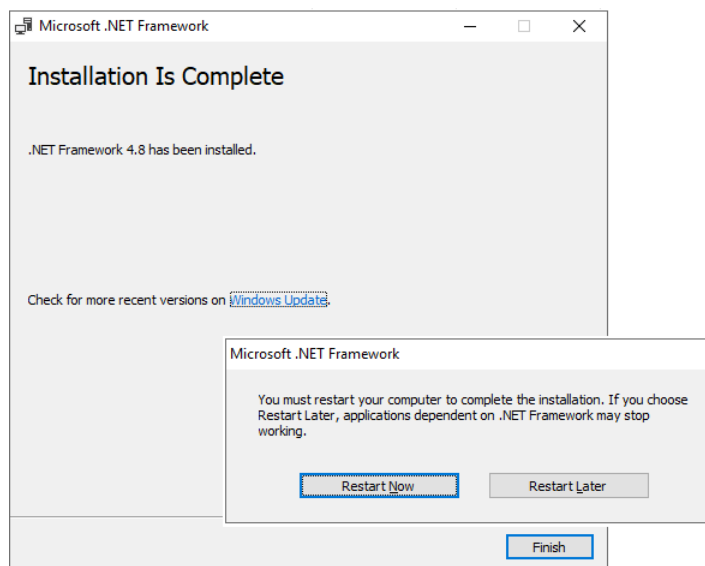 Microsoft .NET Framework
Installation Is Complete
.NET Framework 4.8 has been installed.
Check for more recent versions on Windows Update.
Microsoft .NET Framework
You must restart your computer to complete the installation. If you choose
Restart Later, applications dependent on .NET Framework may stop
working.
Restart Now
Restart Later
Finish